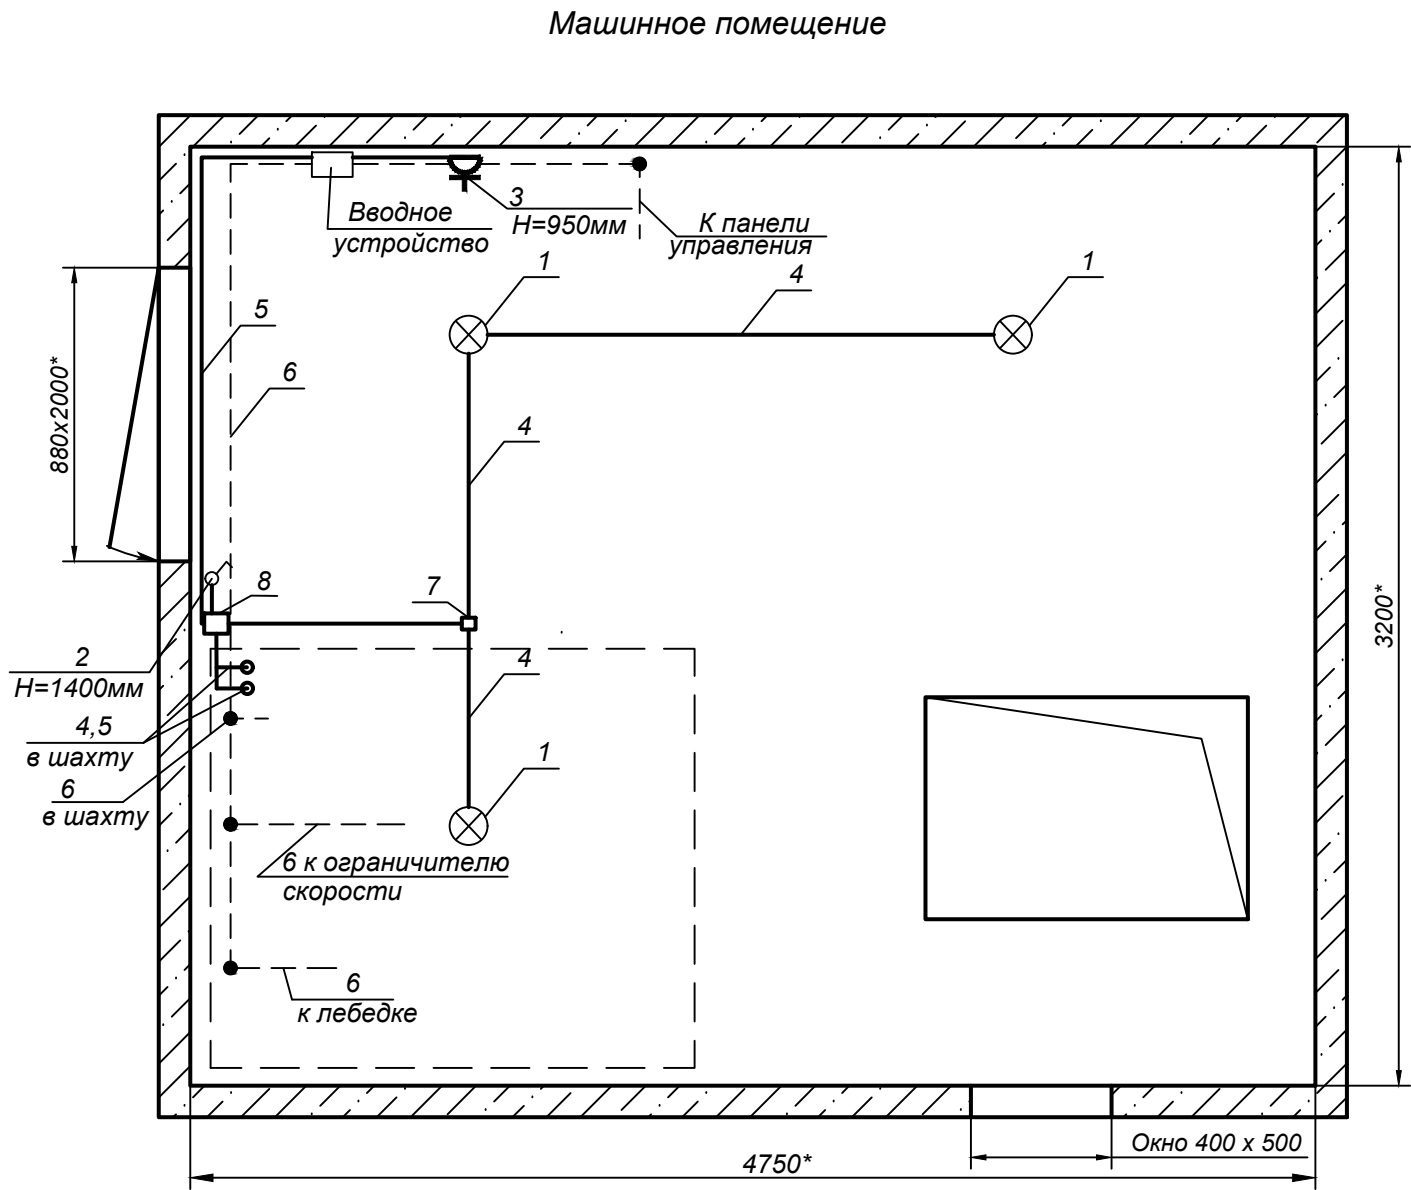 Машинное помещение
3
Вводное
устройство
Н=950мм
К панели
управления
1
4
1
5
6
880х2000*
4
8
7
2
Н=1400мм
4
3200*
4,5
в шахту
6
в шахту
1
6 к ограничителю
скорости
6
к лебедке
Окно 400 х 500
4750*